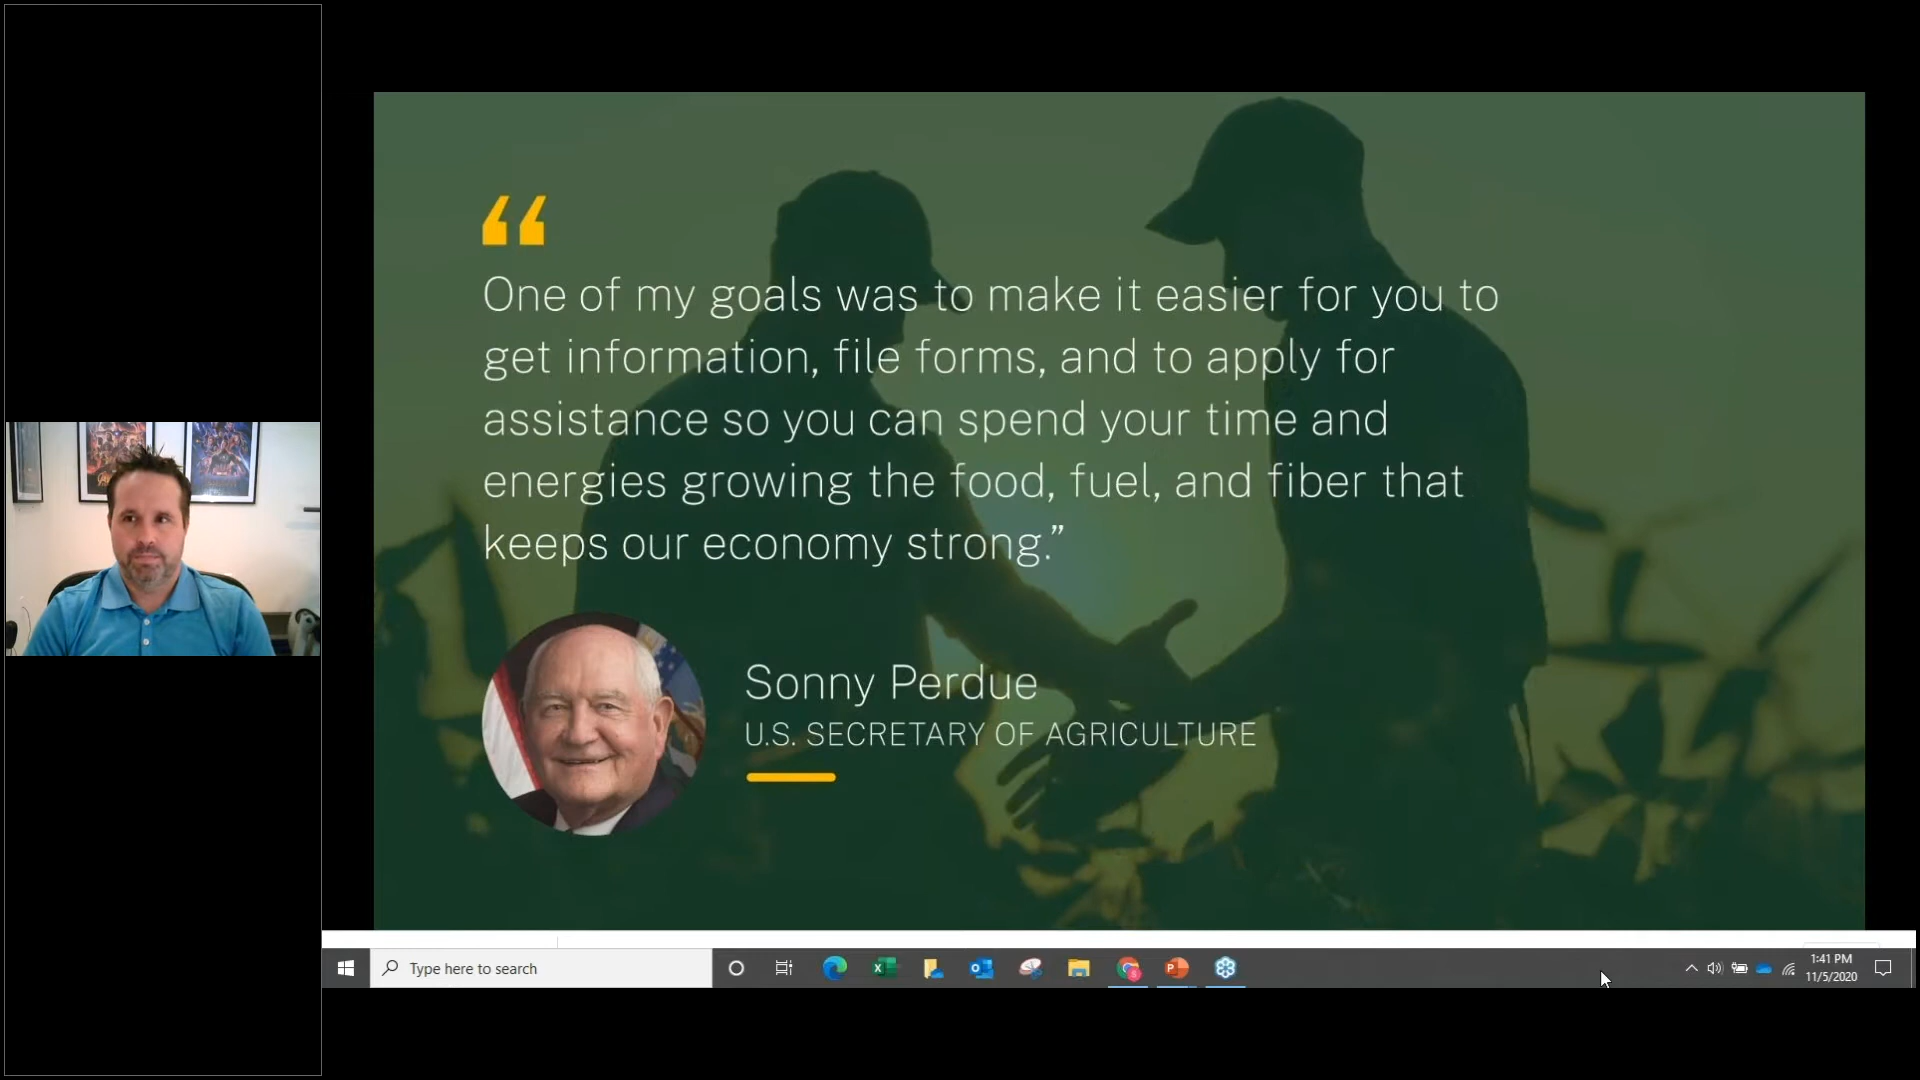 “
One of my goals was to make it easier for you to
get information, file forms, and to apply for
assistance so you can spend your time and
energies growing the food, fuel, and fiber that
keeps our economy strong.”
Sonny Perdue
U.S. SECRETARY OF AGRICULTURE
Type here to search
1:41 PM
11/5/2020